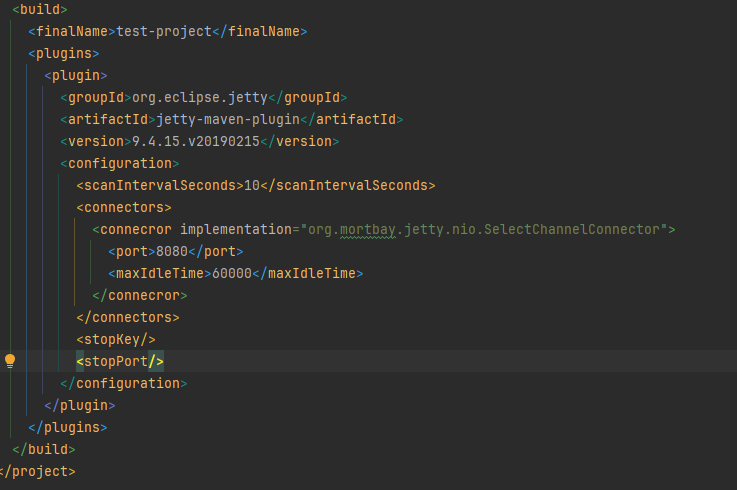 <build>
<finalName>test-project</finalName>
<plugins>
<plugin>
<groupId>org.eclipse.jetty</groupId>
<artifactId>jetty-maven-plugin</artifactId>
<version>9.4.15.v20190215</version>
<configuration>
<scanIntervalSeconds>10</scanIntervalSeconds>
<connectors>
<connecror implementation="org.mortbay.jetty.nio.SelectChannelConnector">
<port>8080</port>
<maxIdleTime>60000</maxIdleTime>
</connecror>
</connectors>
<stopKey/>
<stopPort/>
</configuration>
</plugin>
</plugins>
</build>
</project>